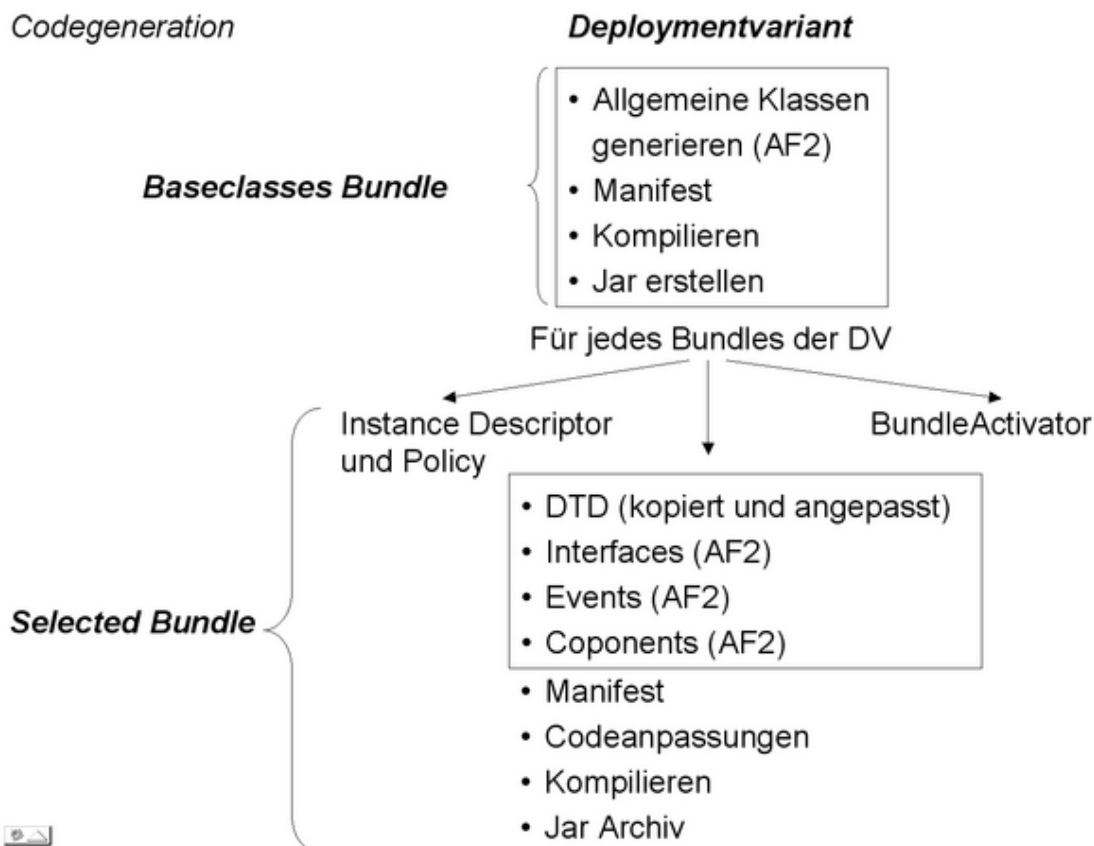 Codegeneration
Deploymentvariant
• Allgemeine Klassen
generieren (AF2)
Baseclasses Bundle
• Manifest
• Kompilieren
• Jar erstellen
Für jedes Bundles der DV
Instance Descriptor
und Policy
BundleActivator
• DTD (kopiert und angepasst)
• Interfaces (AF2)
• Events (AF2)
• Coponents (AF2)
Selected Bundle
• Manifest
• Codeanpassungen
• Kompilieren
• Jar Archiv